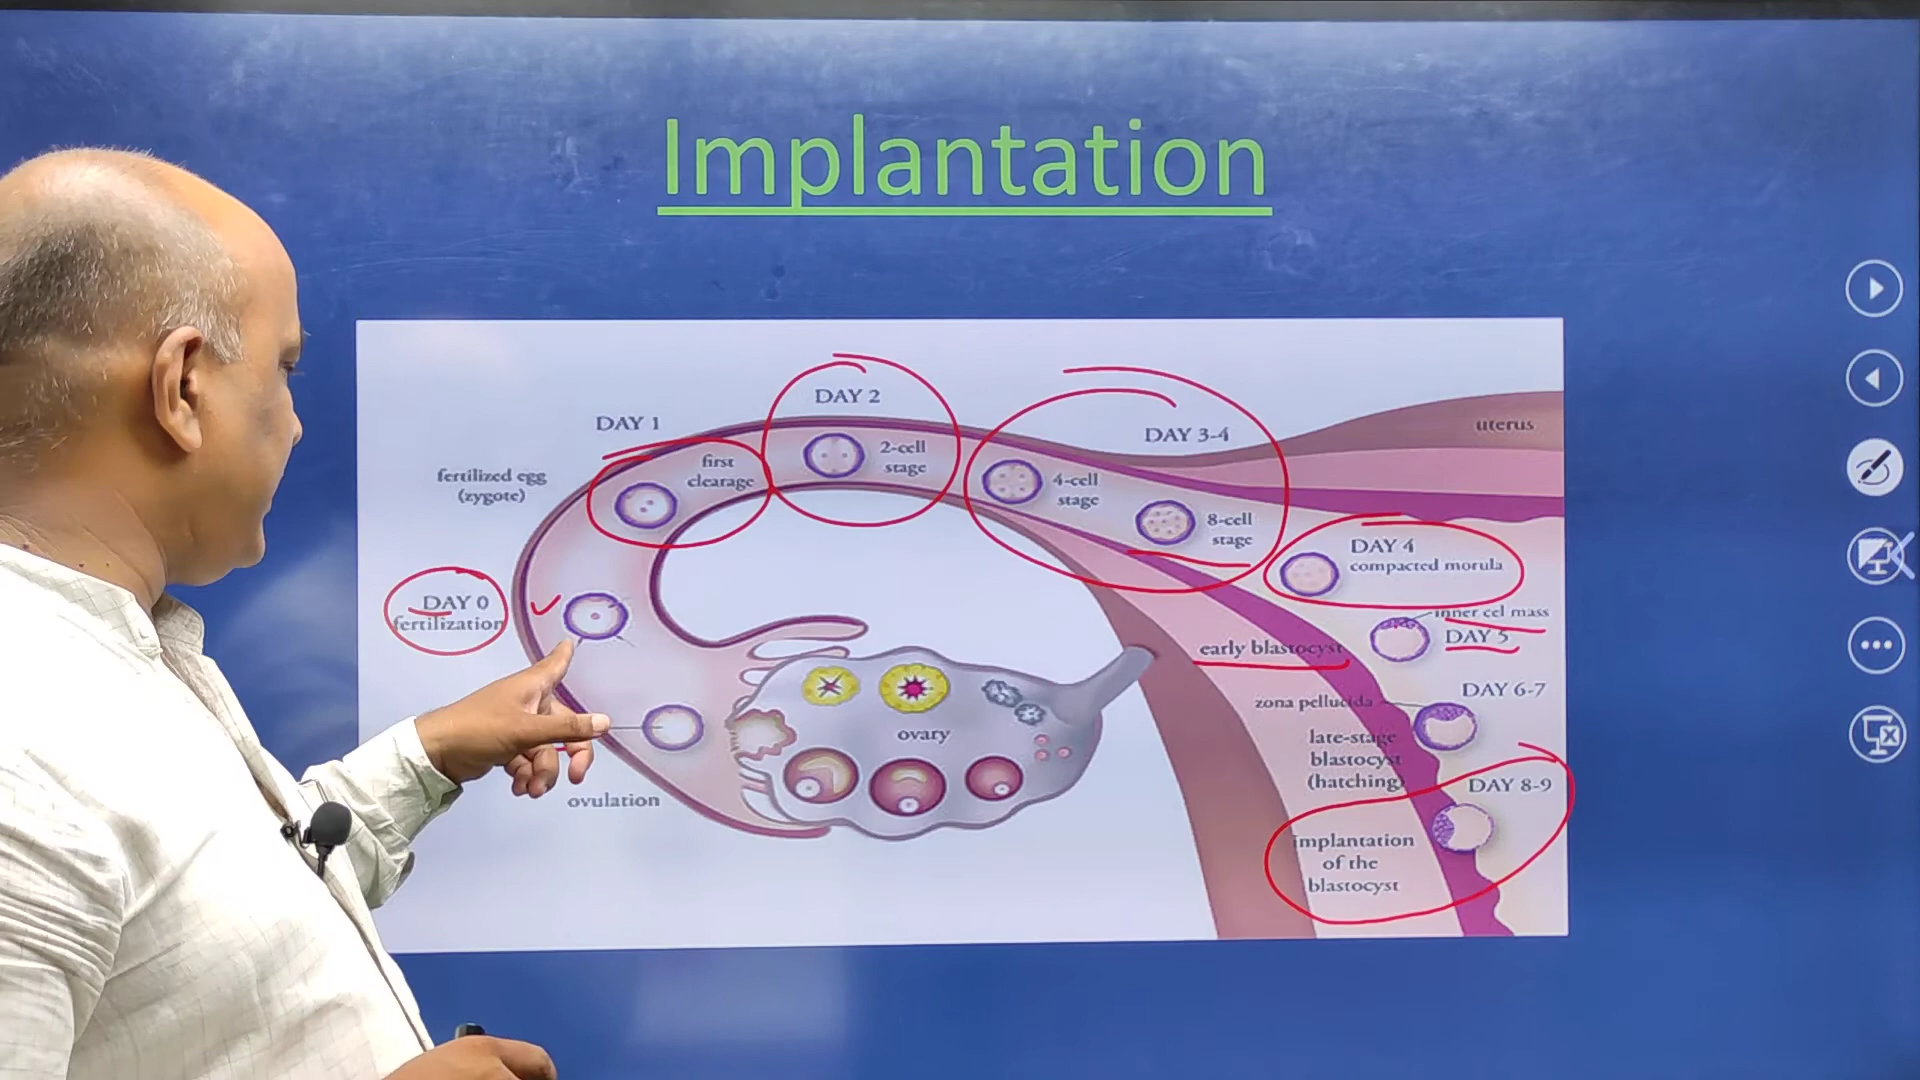 Implantation
DAY 1
DAY 2
DAY 3-4
uterus
fertilized egg
(zygote)
first
clearage
2-cell
stage
4-cell
stage
8-cell
stage
DAY 4
compacted morula
DAY 0
fertilization
inner cel mass
DAY 5
early blastocyst
DAY 6-7
zona pellucida
late-stage
blastocyst
(hatching)
ovary
ovulation
DAY 8-9
implantation
of the
blastocyst